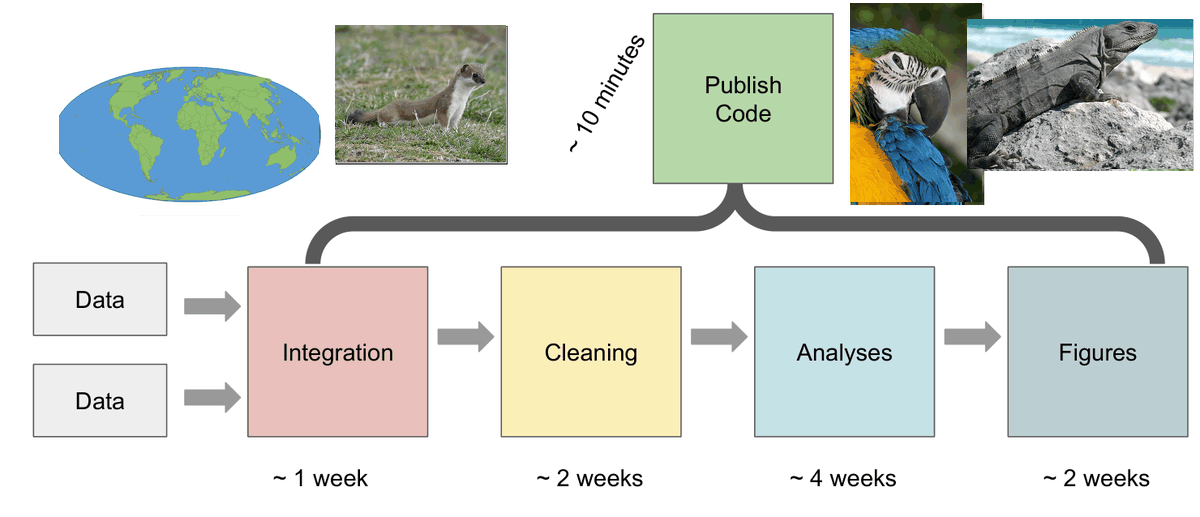 ~ 10 minutes
Publish
Code
Data
Data
Integration
Cleaning
Analyses
Figures
~ 1 week
~ 2 weeks
~ 4 weeks
~ 2 weeks